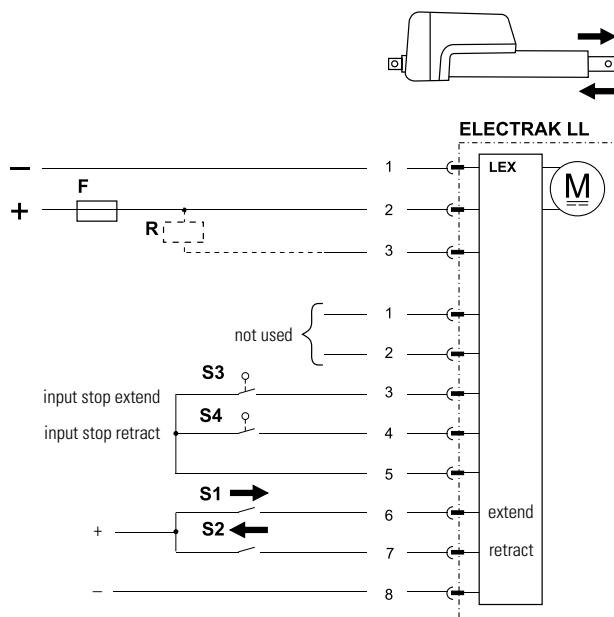 ELECTRAK LL
− 1 LEX M
F
+ 2
R
3
1
not used
2
S3
input stop extend 3
S4
input stop retract 4
5
S1
6 extend
+ S2
7 retract
− 8